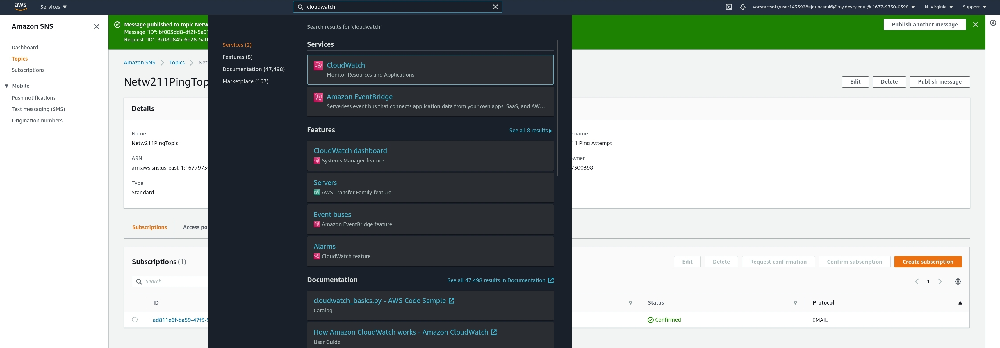 aws
Services
cloudwatch
vocstartsoft/user1433928=jduncan46@my.devry.edu @ 1677-9730-0398
N. Virginia
Support
Amazon SNS
Dashboard
Topics
Subscriptions
Mobile
Push notifications
Text messaging (SMS)
Origination numbers
Message published to topic Netw
Message "ID": bf003dd8-df2f-5a9
Request "ID": 3c08b845-6e28-5a0
Publish another message
Amazon SNS
Topics
Net
Netw211PingTop
Edit
Delete
Publish message
Details
Name
Netw211PingTopic
ARN
arn:aws:sns:us-east-1:1677973
Type
Standard
name
11 Ping Attempt
owner
7300398
Search results for 'cloudwatch'
Services (2)
Features (8)
Documentation (47,498)
Marketplace (167)
Services
CloudWatch
Monitor Resources and Applications
Amazon EventBridge
Serverless event bus that connects application data from your own apps, SaaS, and AW...
Features
See all 8 results
CloudWatch dashboard
Systems Manager feature
Servers
AWS Transfer Family feature
Event buses
Amazon EventBridge feature
Alarms
CloudWatch feature
Documentation
See all 47,498 results in Documentation
cloudwatch_basics.py - AWS Code Sample
Catalog
How Amazon CloudWatch works - Amazon CloudWatch
User Guide
Subscriptions
Access po
Subscriptions (1)
Edit
Delete
Request confirmation
Confirm subscription
Create subscription
Search
1
ID
Status
Protocol
ad811e6f-ba59-47f3-
Confirmed
EMAIL